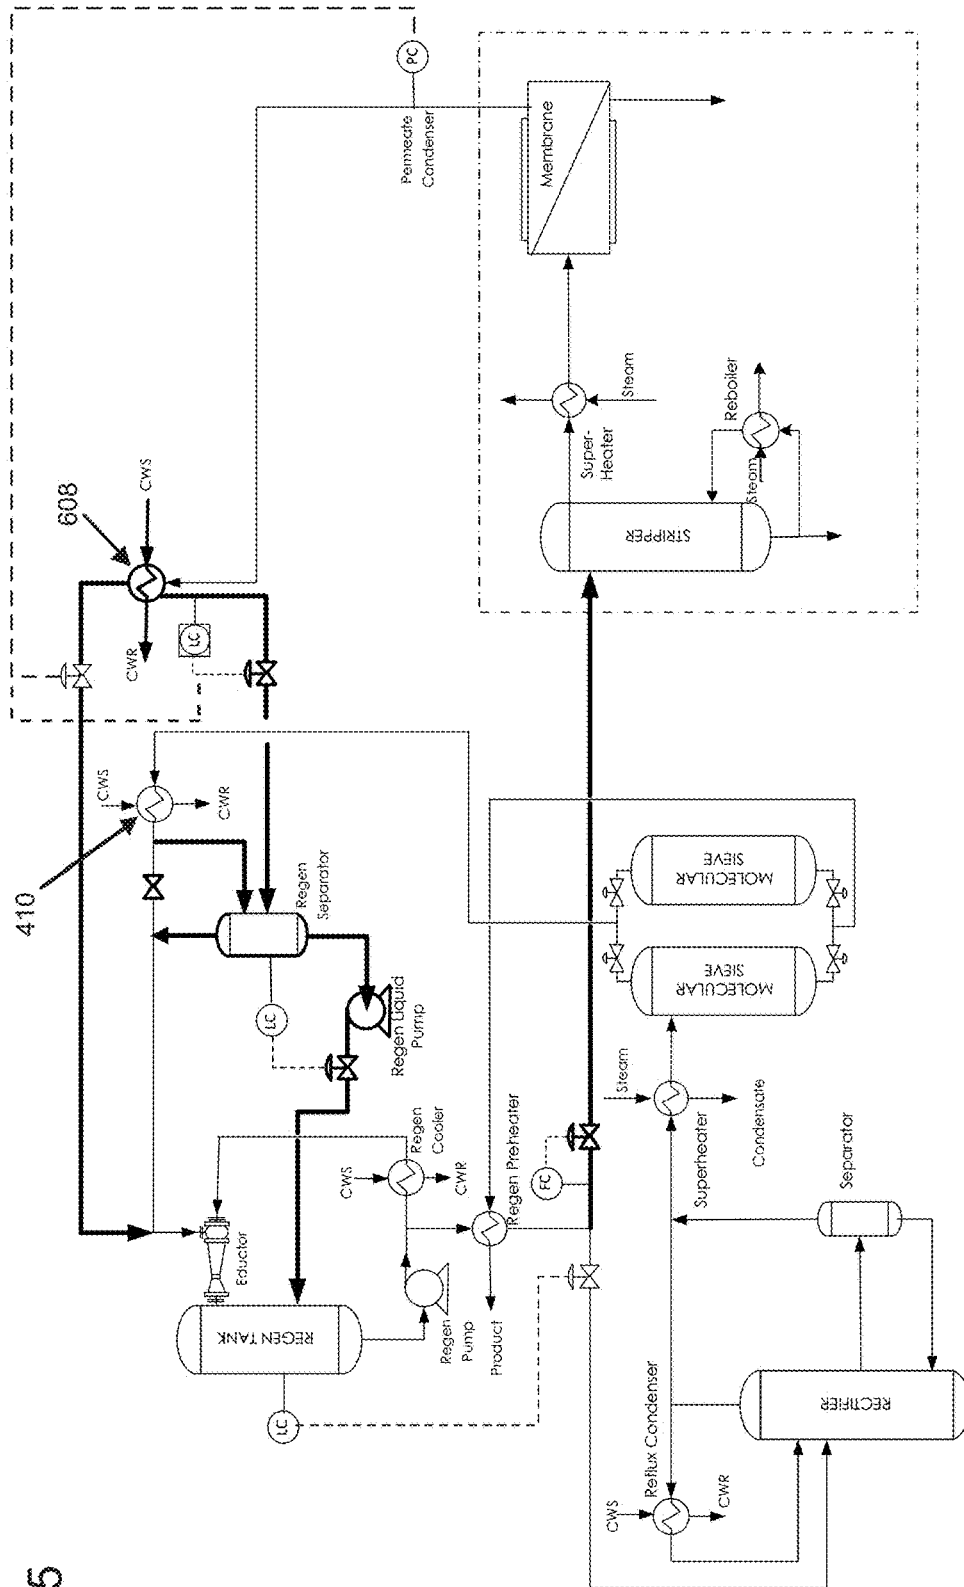 PC
Permeate
Condenser
Membrane
608
CWS
Steam
Super-
Heater
Reboiler
Steam
STRIPPER
LC
CWR
CWS
CWR
410
Regen
Separator
LC
Regen Liquid
Pump
MOLECULAR
SIEVE
MOLECULAR
SIEVE
Steam
Superheater
Condensate
Separator
Eductor
CWS
Regen
Cooler
CWR
Regen Preheater
FC
REGEN TANK
Regen
Pump
Product
LC
Reflux Condenser
CWS
CWR
RECTIFIER
5